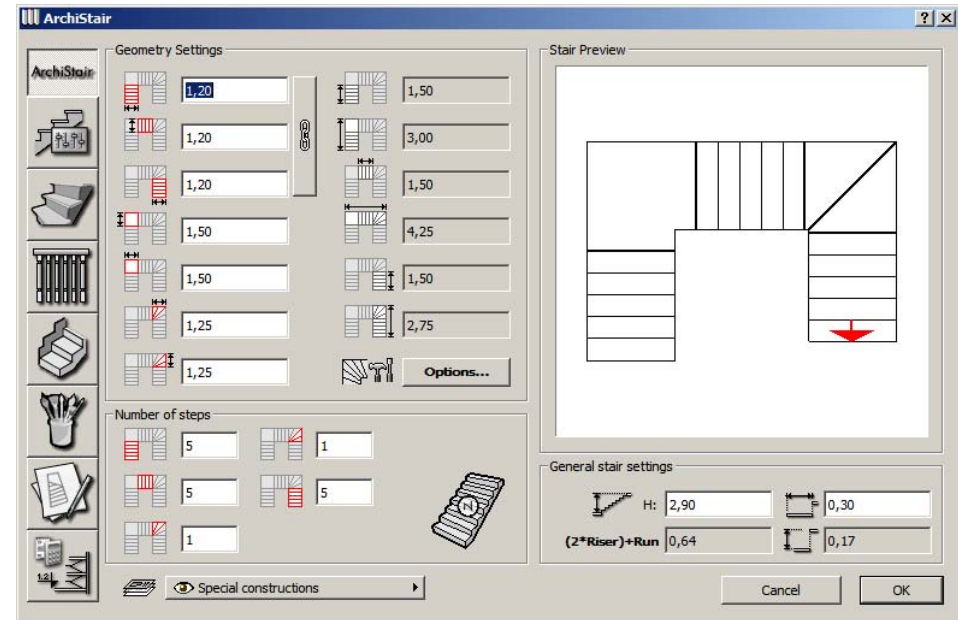 ArchiStair
? x
Geometry Settings
Stair Preview
ArchiStair
1,20
1,50
1,20
3,00
1,20
1,50
1,50
4,25
1,50
1,50
1,25
2,75
1,25
Options...
Number of steps
5
1
5
5
1
N
General stair settings
H: 2,90
0,30
(2*Riser)+Run 0,64
0,17
1.2
Special constructions
Cancel
OK